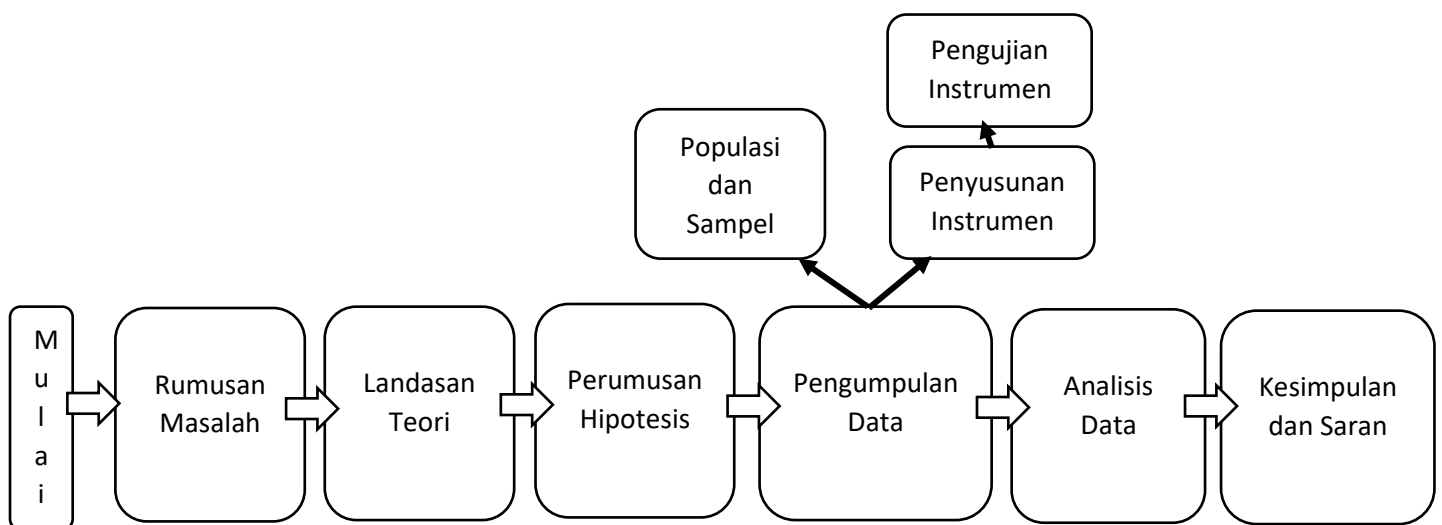 Pengujian
Instrumen
Populasi
dan
Sampel
Penyusunan
Instrumen
M
u
l
a
i
Rumusan
Masalah
Landasan
Teori
Perumusan
Hipotesis
Pengumpulan
Data
Analisis
Data
Kesimpulan
dan Saran